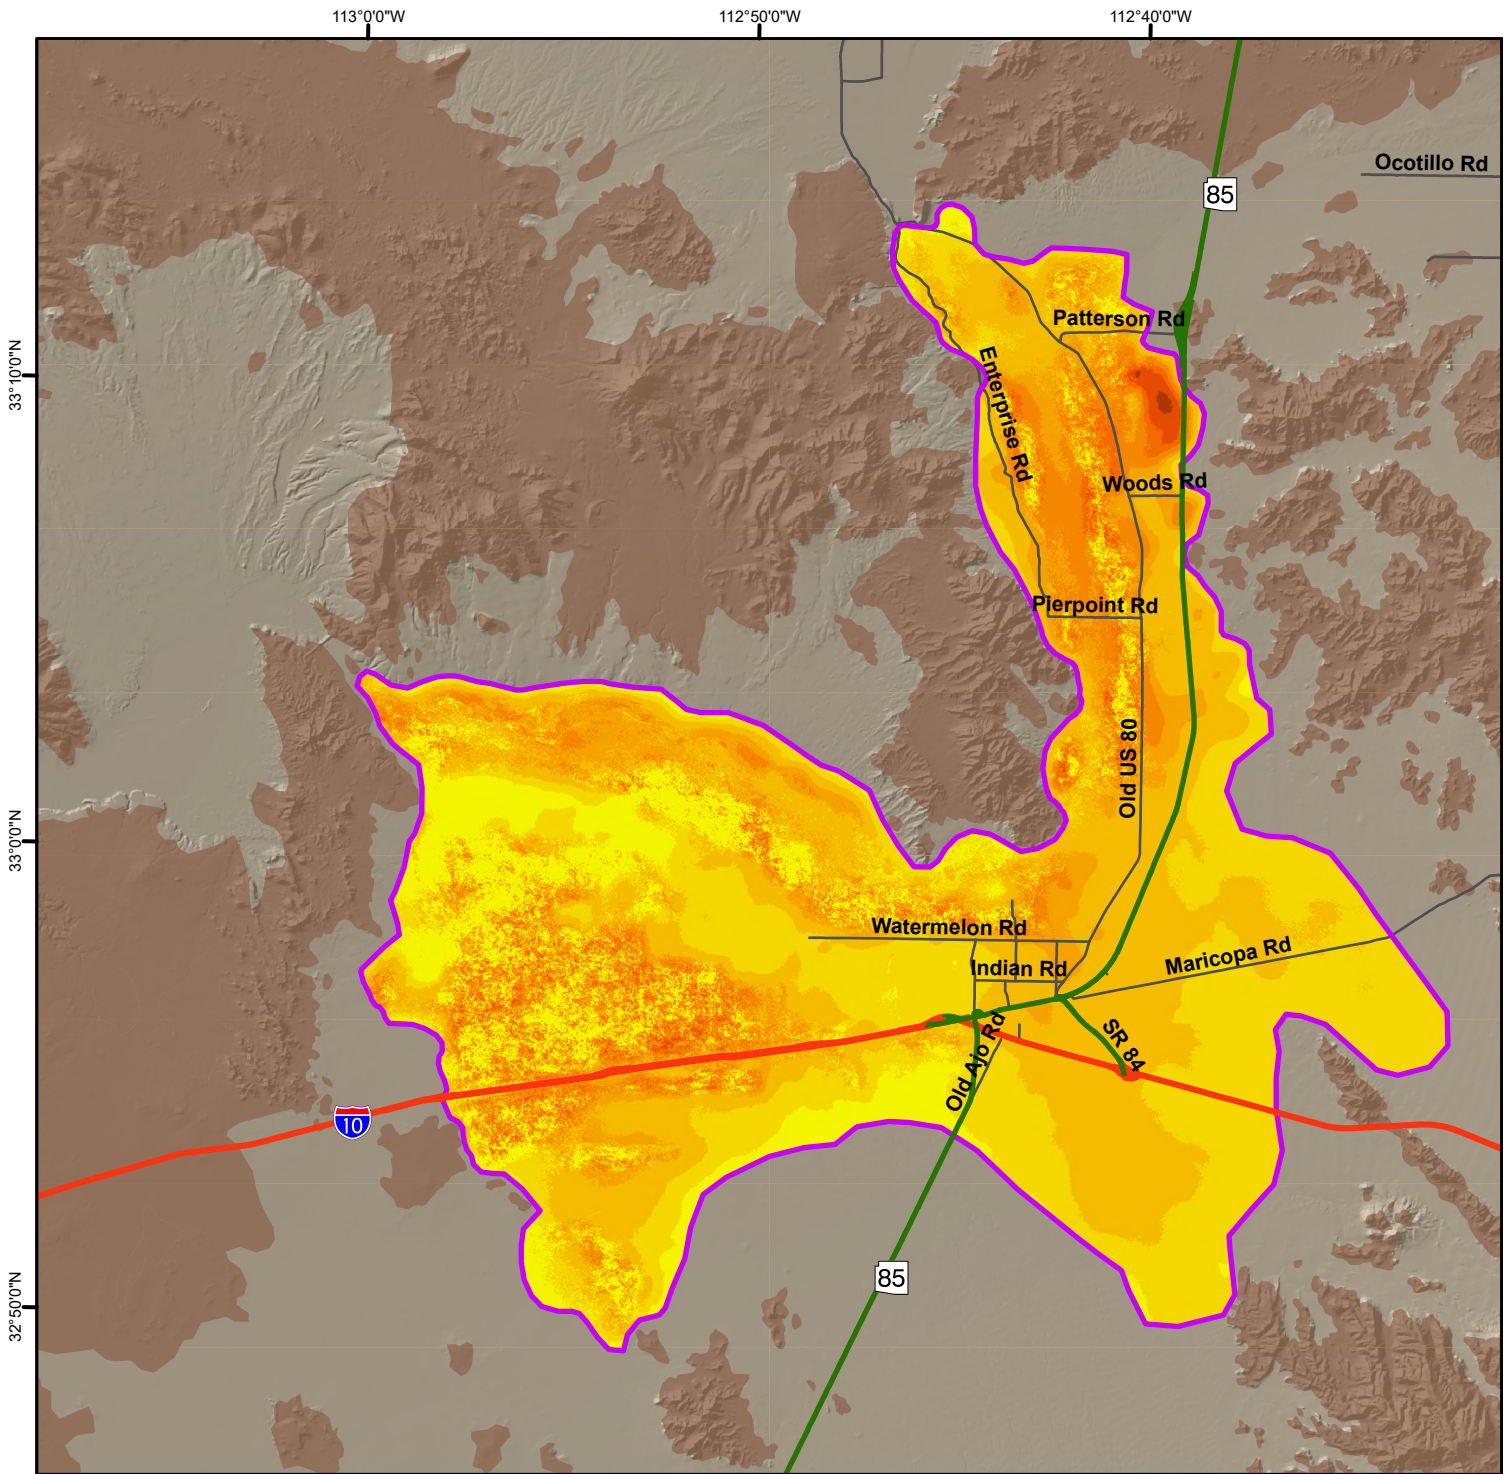 113°0'0"W
112°50'0"W
112°40'0"W
Ocotillo Rd
85
Patterson Rd
33°10'0"N
Enterprise Rd
Woods Rd
Pierpoint Rd
Old US 80
33°0'0"N
Watermelon Rd
Maricopa Rd
Indian Rd
SR 84
Old Ajo Rd
10
85
32°50'0"N